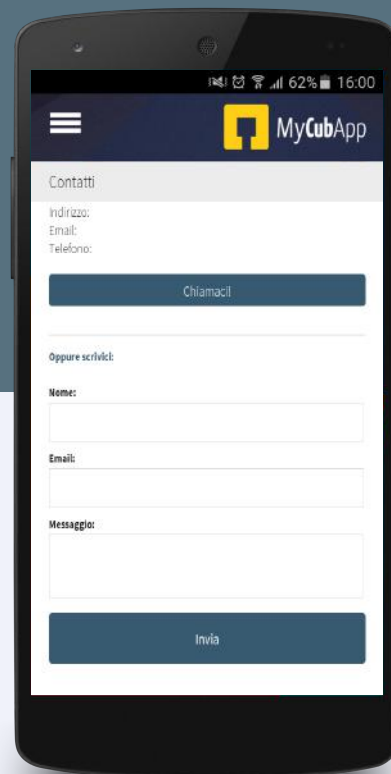 62% 16:00
MyCubApp
Contatti
Indirizzo:
Email:
Telefono:
Chiamaci!
Oppure scrivici:
Nome:
Email:
Messaggio:
Invia